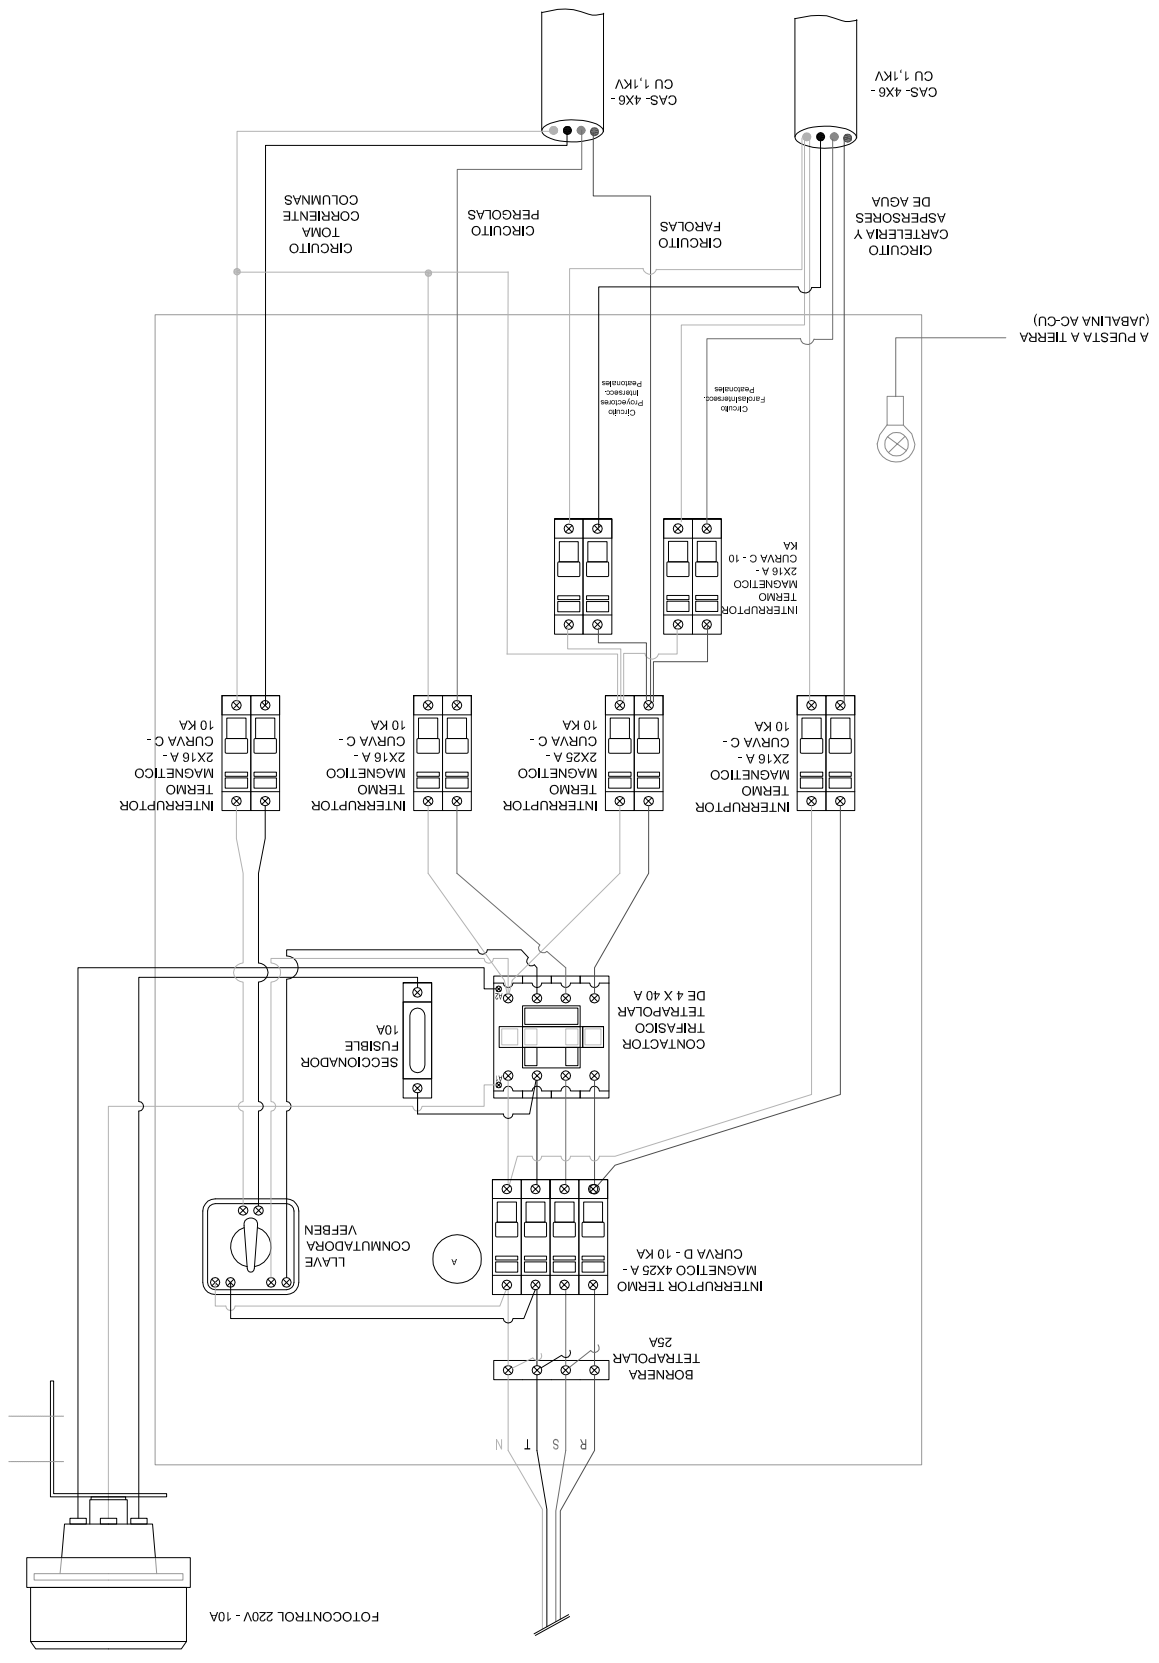 FOTOCONTROL 220V - 10A
R
S
T
N
BORNERA
TETRAPOLAR
25A
INTERRUPTOR TERMO
MAGNETICO 4X25 A -
CURVA D - 10 KA
A
LLAVE
CONMUTADORA
VEFBEN
CONTACTOR
TRIFASICO
TETRAPOLAR
DE 4 X 40 A
A1
A2
SECCIONADOR
FUSIBLE
10A
INTERRUPTOR
TERMO
MAGNETICO
2X16 A -
CURVA C -
10 KA
INTERRUPTOR
TERMO
MAGNETICO
2X25 A -
CURVA C -
10 KA
INTERRUPTOR
TERMO
MAGNETICO
2X16 A -
CURVA C -
10 KA
INTERRUPTOR
TERMO
MAGNETICO
2X16 A -
CURVA C -
10 KA
INTERRUPTOR
TERMO
MAGNETICO
2X16 A -
CURVA C - 10
KA
Circuito
FarolasIntersecc.
Peatonales
Circuito
Proyectores
Intersecc.
Peatonales
A PUESTA A TIERRA
(JABALINA AC-CU)
CIRCUITO
CARTELERIA Y
ASPERSORES
DE AGUA
CIRCUITO
FAROLAS
CIRCUITO
PERGOLAS
CIRCUITO
TOMA
CORRIENTE
COLUMNAS
CAS- 4X6 -
CU 1,1KV
CAS- 4X6 -
CU 1,1KV